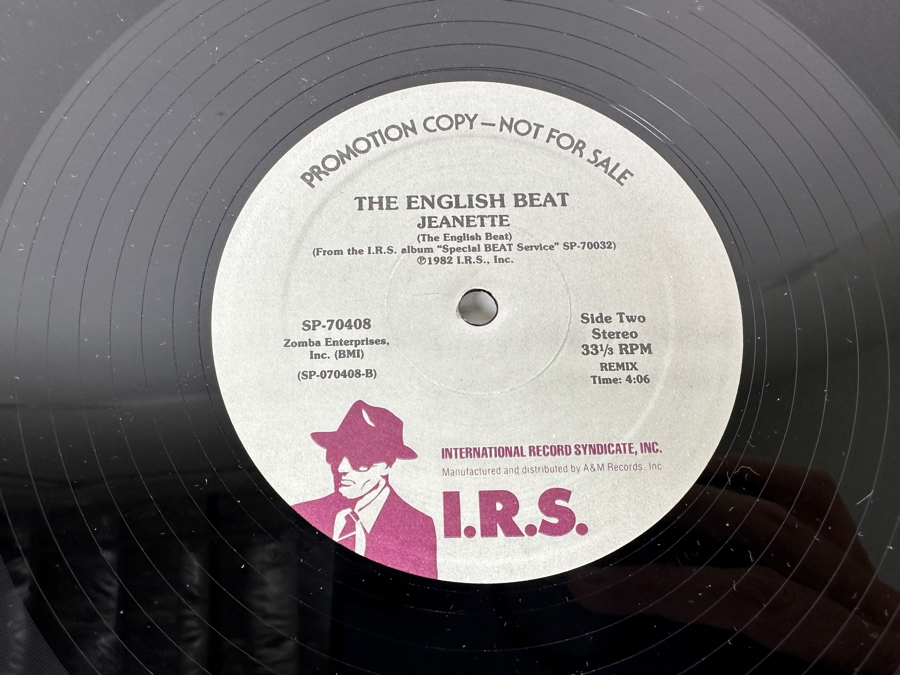 PROMOTION COPY—NOT FOR SALE
THE ENGLISH BEAT
JEANETTE
(The English Beat)
(From the I.R.S. album "Special BEAT Service" SP-70032)
℗1982 I.R.S., Inc.
SP-70408
Zomba Enterprises,
Inc. (BMI)
(SP-070408-B)
Side Two
Stereo
33⅓ RPM
REMIX
Time: 4:06
INTERNATIONAL RECORD SYNDICATE, INC.
Manufactured and distributed by A&M Records, Inc
I.R.S.